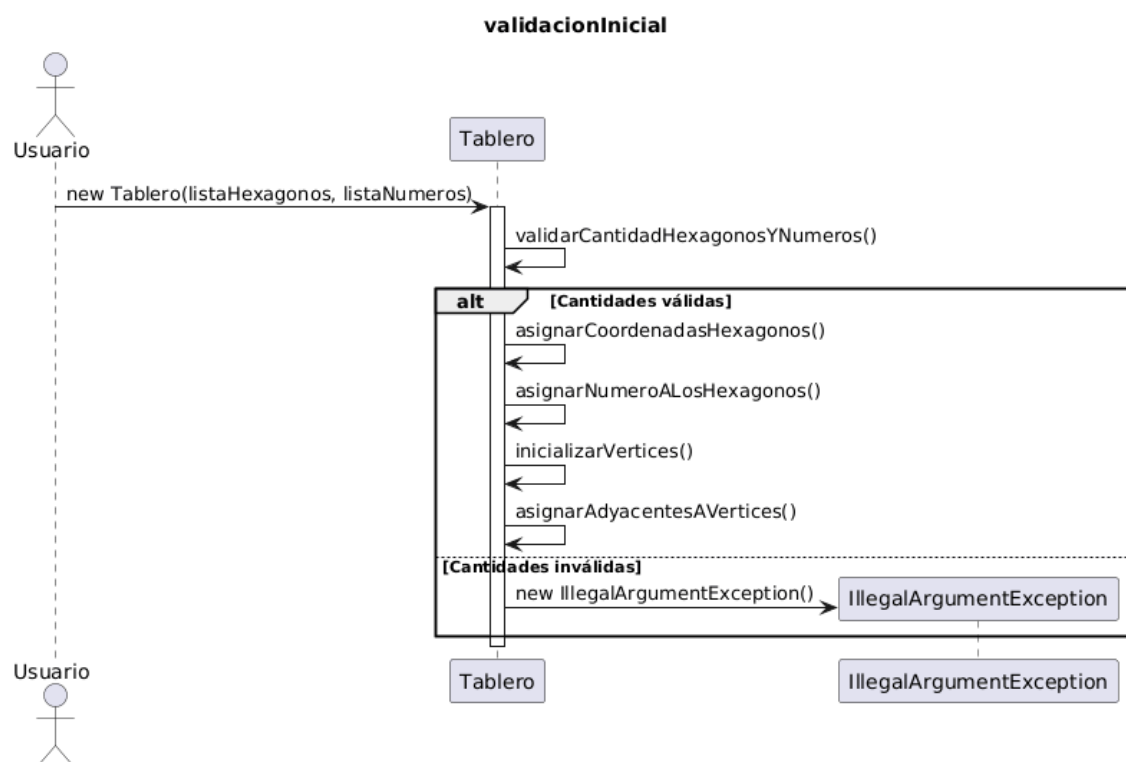 validacionInicial
Usuario
Tablero
new Tablero(listaHexagonos, listaNumeros)
validarCantidadHexagonosYNumeros()
alt [Cantidades válidas]
asignarCoordenadasHexagonos()
asignarNumeroALosHexagonos()
inicializarVertices()
asignarAdyacentesAVertices()
[Cantidades inválidas]
new IllegalArgumentException()
IllegalArgumentException
Usuario
Tablero
IllegalArgumentException